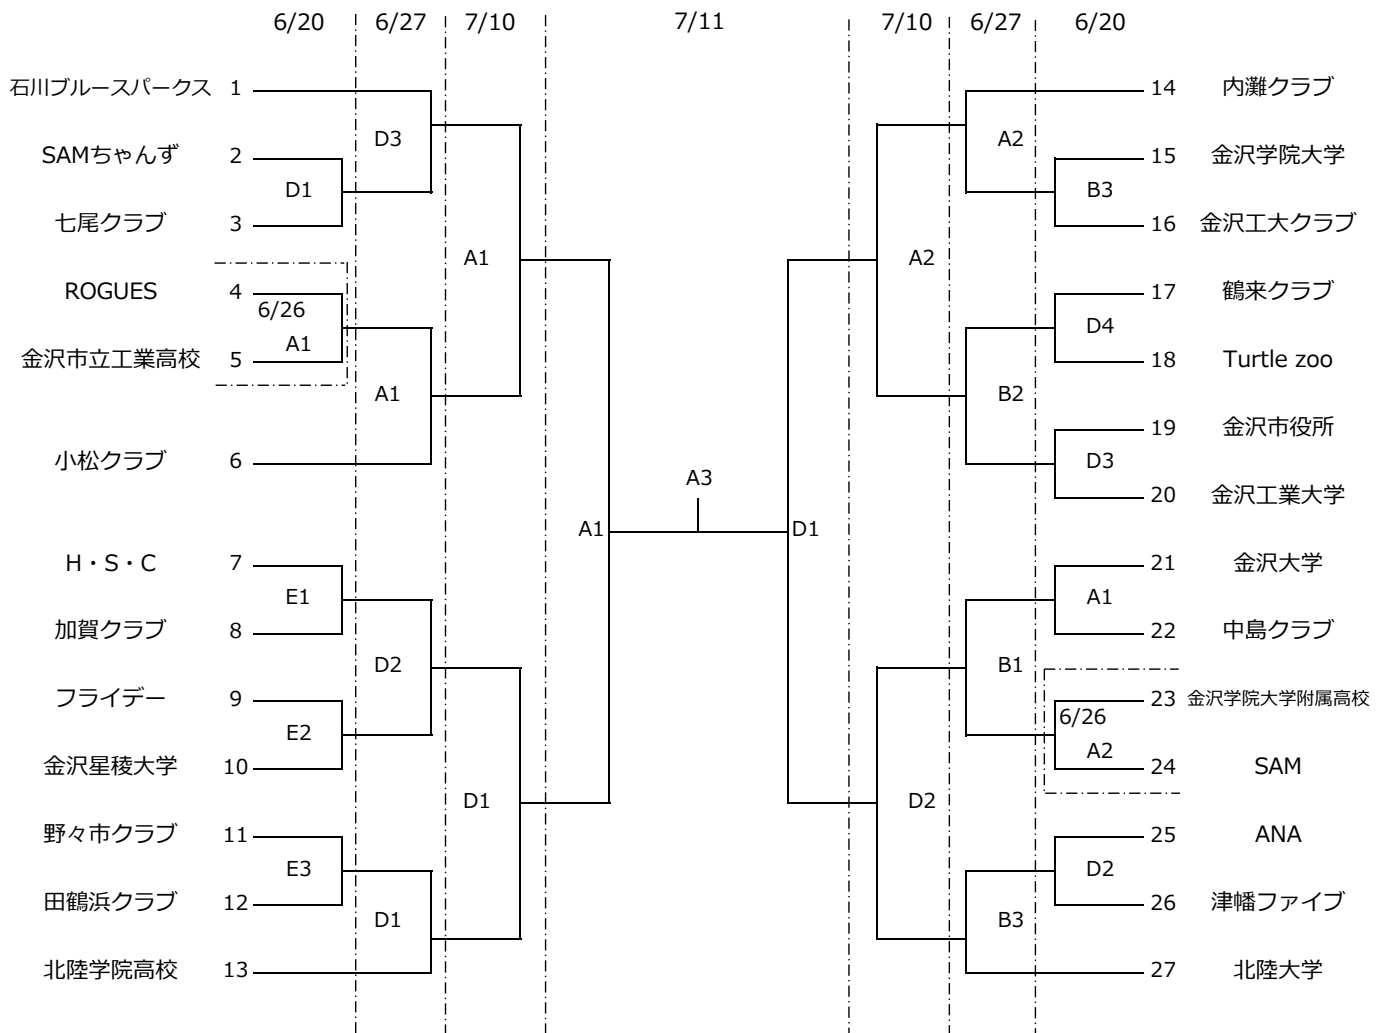 6/20 6/27 7/10 7/11 7/10 6/27 6/20
石川ブルースパークス 1 14 内灘クラブ
D3 A2
SAMちゃんず 2 15 金沢学院大学
D1 B3
七尾クラブ 3 16 金沢工大クラブ
A1 A2
ROGUES 4 17 鶴来クラブ
6/26 D4
A1
金沢市立工業高校 5 18 Turtle zoo
A1 B2
19 金沢市役所
小松クラブ 6 D3
A3
20 金沢工業大学
A1 D1
H・S・C 7 21 金沢大学
E1 A1
加賀クラブ 8 22 中島クラブ
D2 B1
フライデー 9 23 金沢学院大学附属高校
6/26
E2 A2
金沢星稜大学 10 24 SAM
D1 D2
野々市クラブ 11 25 ANA
E3 D2
田鶴浜クラブ 12 26 津幡ファイブ
D1 B3
北陸学院高校 13 27 北陸大学